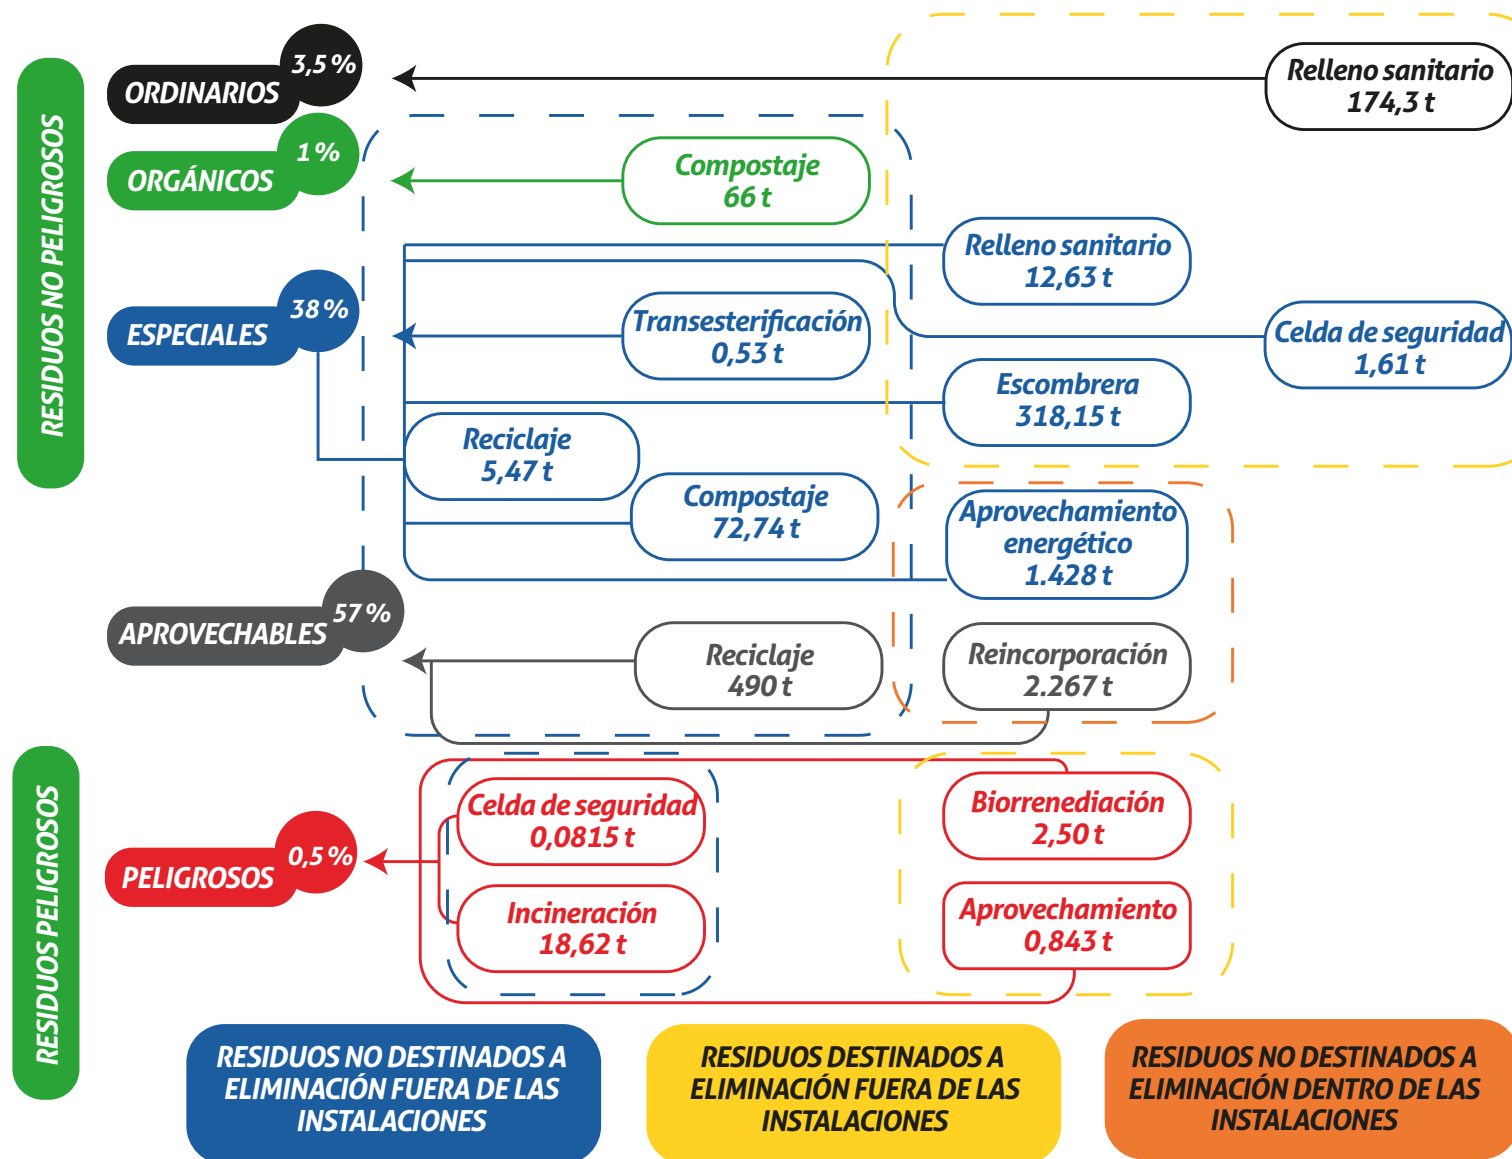 RESIDUOS NO PELIGROSOS
ORDINARIOS
3,5 %
Relleno sanitario
174,3 t
ORGÁNICOS
1 %
Compostaje
66 t
ESPECIALES
38 %
Relleno sanitario
12,63 t
Transesterificación
0,53 t
Celda de seguridad
1,61 t
Escombrera
318,15 t
Reciclaje
5,47 t
Compostaje
72,74 t
Aprovechamiento
energético
1.428 t
APROVECHABLES
57 %
Reciclaje
490 t
Reincorporación
2.267 t
RESIDUOS PELIGROSOS
PELIGROSOS
0,5 %
Celda de seguridad
0,0815 t
Biorrenediación
2,50 t
Incineración
18,62 t
Aprovechamiento
0,843 t
RESIDUOS NO DESTINADOS A
ELIMINACIÓN FUERA DE LAS
INSTALACIONES
RESIDUOS DESTINADOS A
ELIMINACIÓN FUERA DE LAS
INSTALACIONES
RESIDUOS NO DESTINADOS A
ELIMINACIÓN DENTRO DE LAS
INSTALACIONES